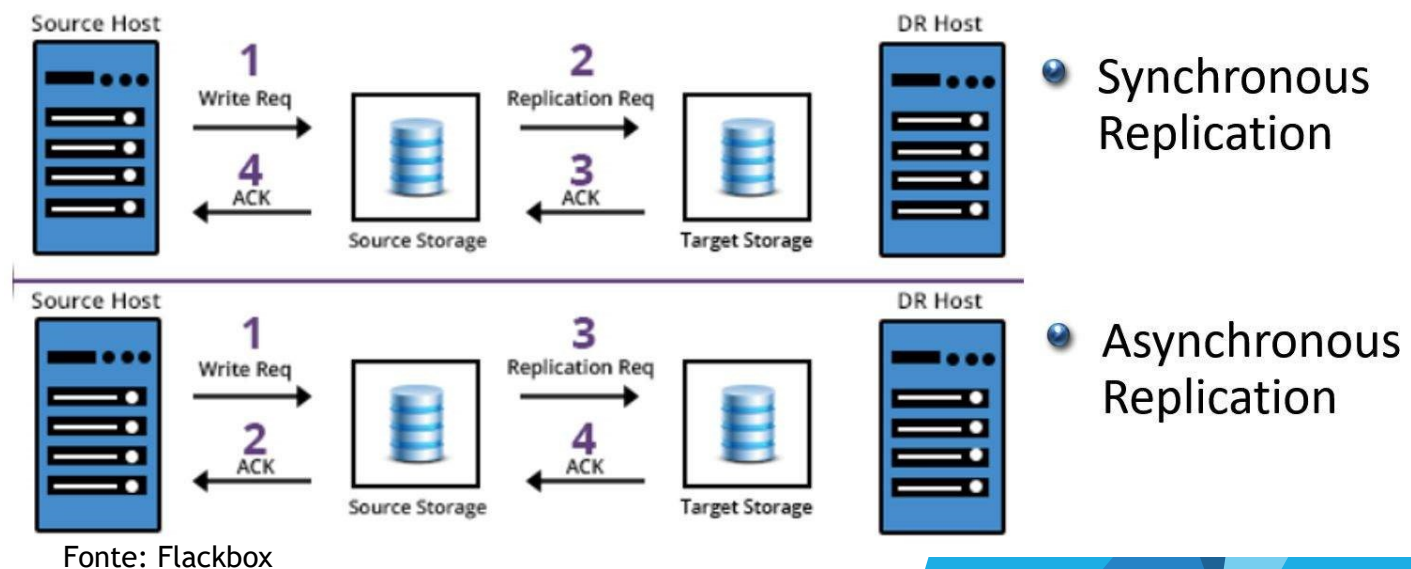 Source Host
DR Host
1
2
Write Req
Replication Req
4
3
ACK
ACK
Source Storage
Target Storage
Synchronous
Replication
Source Host
DR Host
1
3
Write Req
Replication Req
2
4
ACK
ACK
Source Storage
Target Storage
Asynchronous
Replication
Fonte: Flackbox